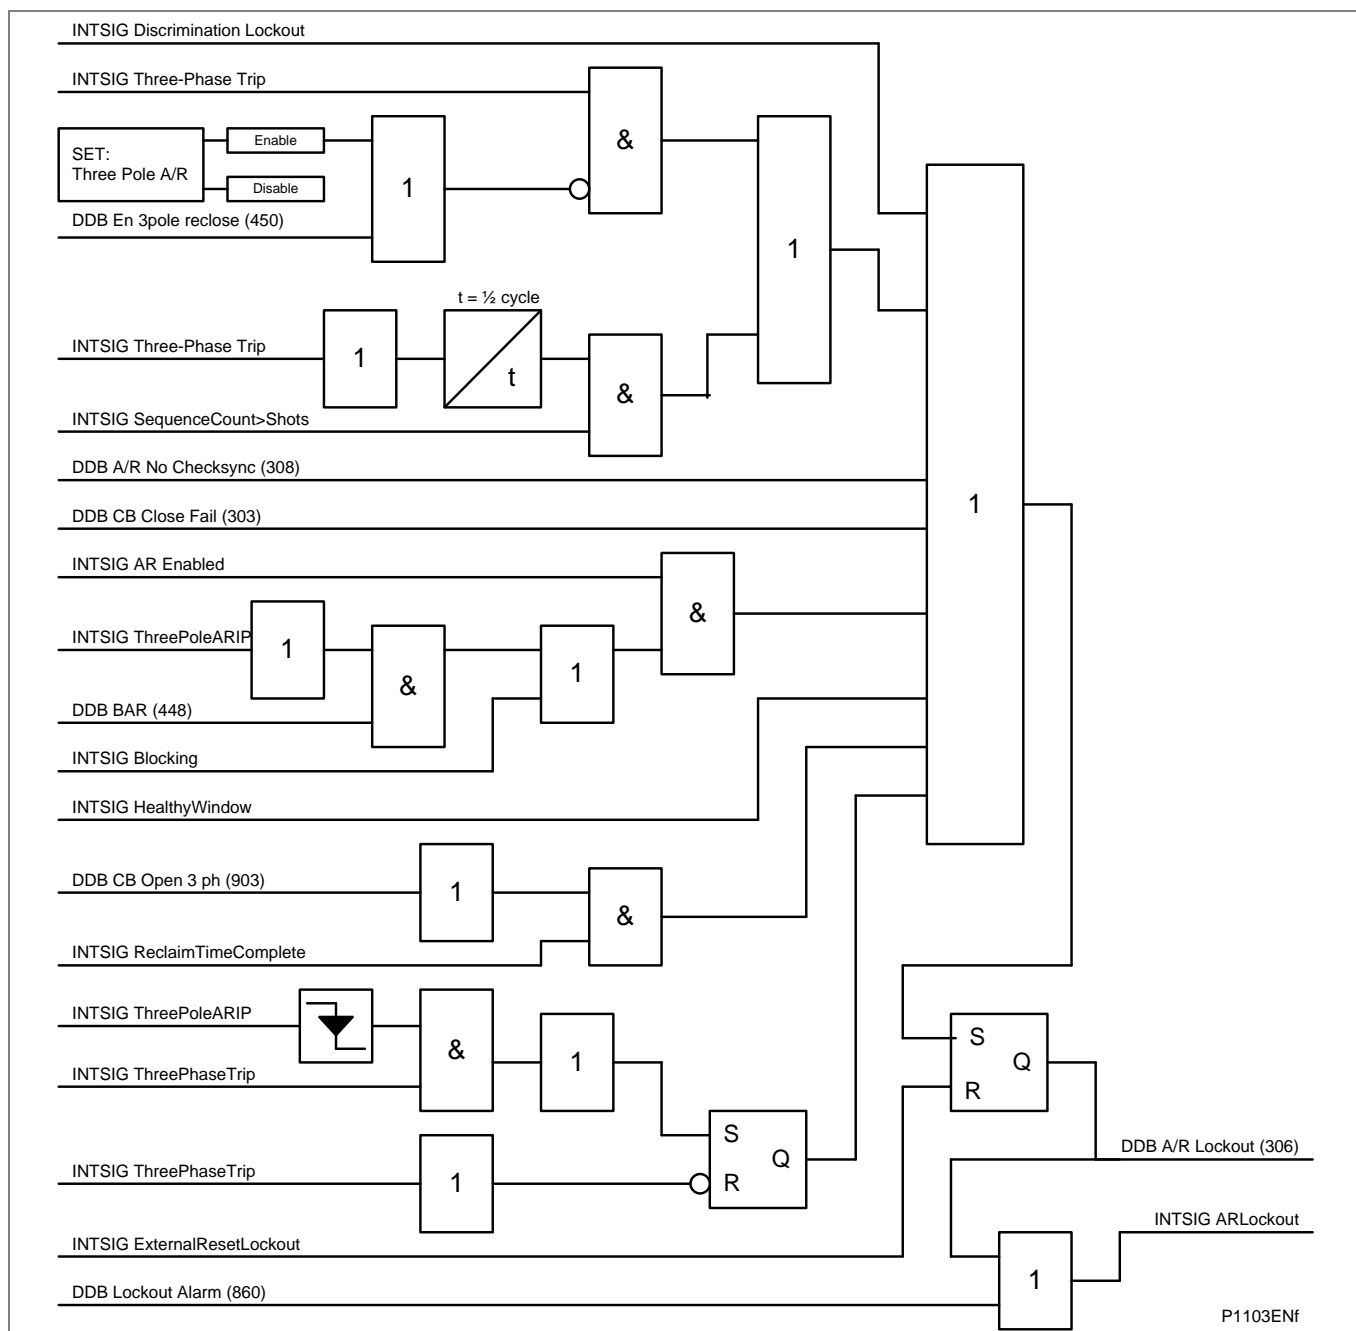 INTSIG Discrimination Lockout
INTSIG Three-Phase Trip
&
SET:
Three Pole A/R
Enable
Disable
1
DDB En 3pole reclose (450)
1
t = ½ cycle
INTSIG Three-Phase Trip
1
t
&
INTSIG SequenceCount>Shots
DDB A/R No Checksync (308)
1
DDB CB Close Fail (303)
INTSIG AR Enabled
&
INTSIG ThreePoleARIP
1
&
1
DDB BAR (448)
INTSIG Blocking
INTSIG HealthyWindow
DDB CB Open 3 ph (903)
1
&
INTSIG ReclaimTimeComplete
INTSIG ThreePoleARIP
&
1
INTSIG ThreePhaseTrip
S
Q
R
S
Q
R
INTSIG ThreePhaseTrip
1
DDB A/R Lockout (306)
INTSIG ARLockout
INTSIG ExternalResetLockout
1
DDB Lockout Alarm (860)
P1103ENf